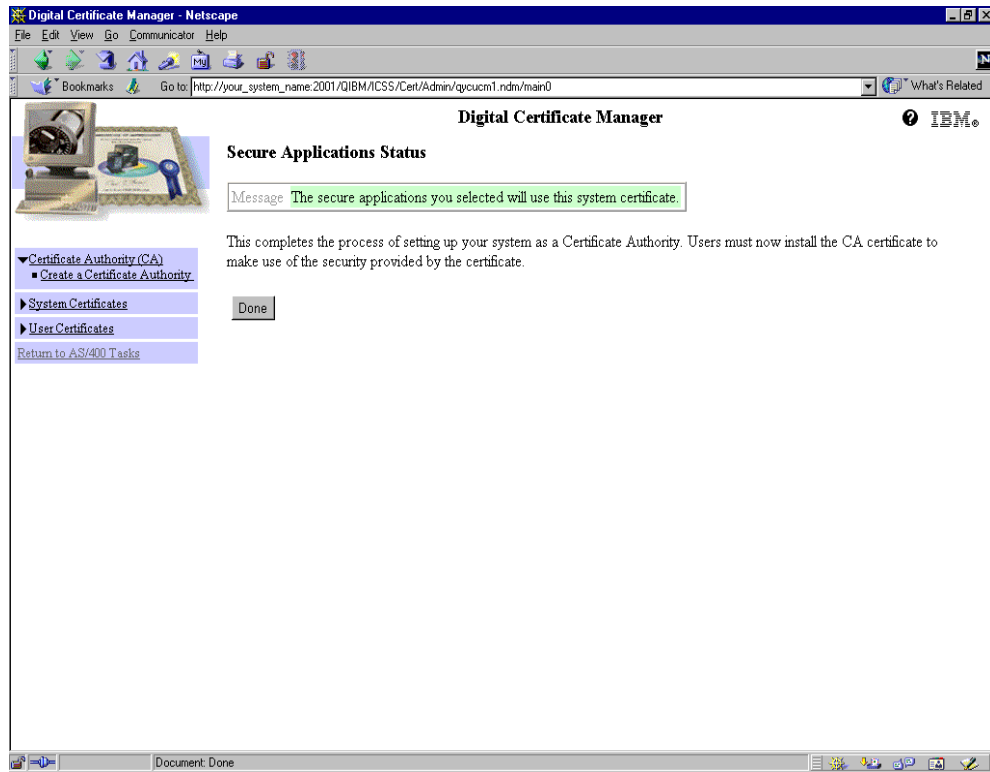 Digital Certificate Manager - Netscape
File Edit View Go Communicator Help
My
N
Bookmarks Go to: http://your_system_name:2001/QIBM/ICSS/Cert/Admin/qycucm1.ndm/main0 What's Related
Digital Certificate Manager
? IBM®
Secure Applications Status
Message The secure applications you selected will use this system certificate.
This completes the process of setting up your system as a Certificate Authority. Users must now install the CA certificate to
make use of the security provided by the certificate.
Done
Certificate Authority (CA)
Create a Certificate Authority
System Certificates
User Certificates
Return to AS/400 Tasks
Document: Done